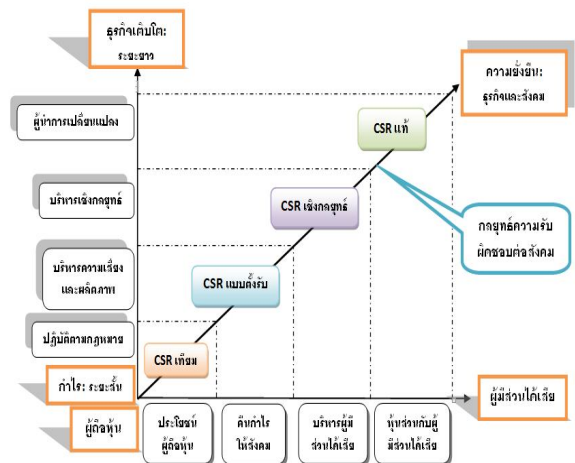 ธุรกิจเติบโต:
ระยะยาว
ความยั่งยืน:
ธุรกิจและสังคม
ผู้นำการเปลี่ยนแปลง
CSR แท้
บริหารเชิงกลยุทธ์
CSR เชิงกลยุทธ์
กลยุทธ์ความรับ
ผิดชอบต่อสังคม
บริหารความเสี่ยง
และผลิตภาพ
CSR แบบตั้งรับ
ปฏิบัติตามกฎหมาย
CSR เทียม
กำไร: ระยะสั้น
ผู้มีส่วนได้เสีย
ผู้ถือหุ้น
ประโยชน์
ผู้ถือหุ้น
คืนกำไร
ให้สังคม
บริหารผู้มี
ส่วนได้เสีย
หุ้นส่วนกับผู้
มีส่วนได้เสีย